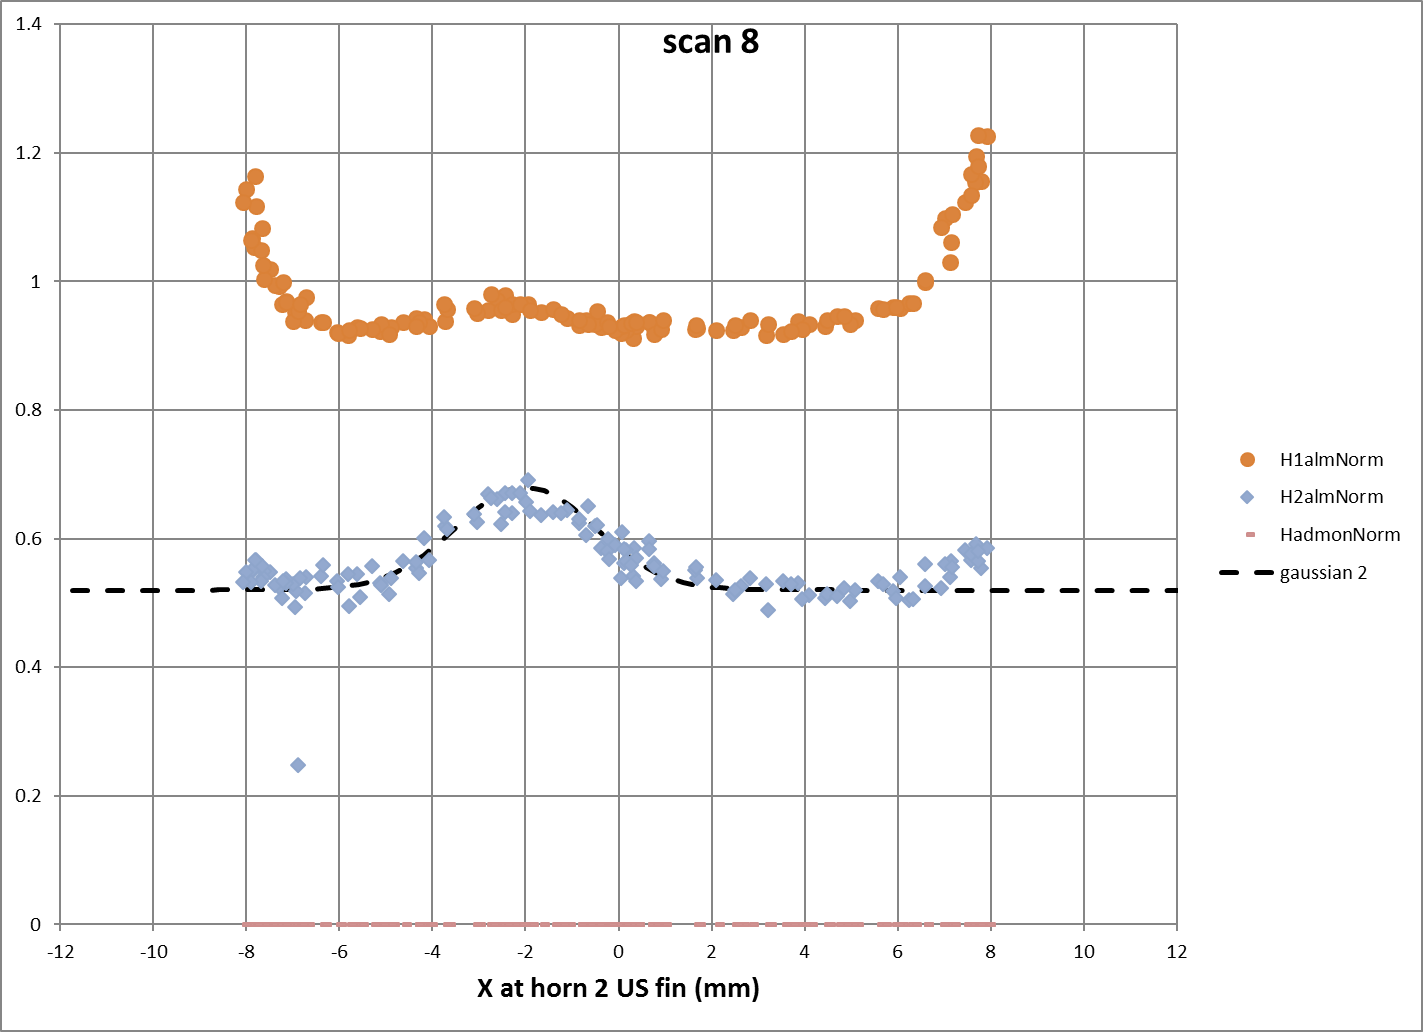 scan 8
1.4
1.2
1
0.8
0.6
0.4
0.2
0
-12 -10 -8 -6 -4 -2 0 2 4 6 8 10 12
X at horn 2 US fin (mm)
H1almNorm
H2almNorm
HadmonNorm
gaussian 2